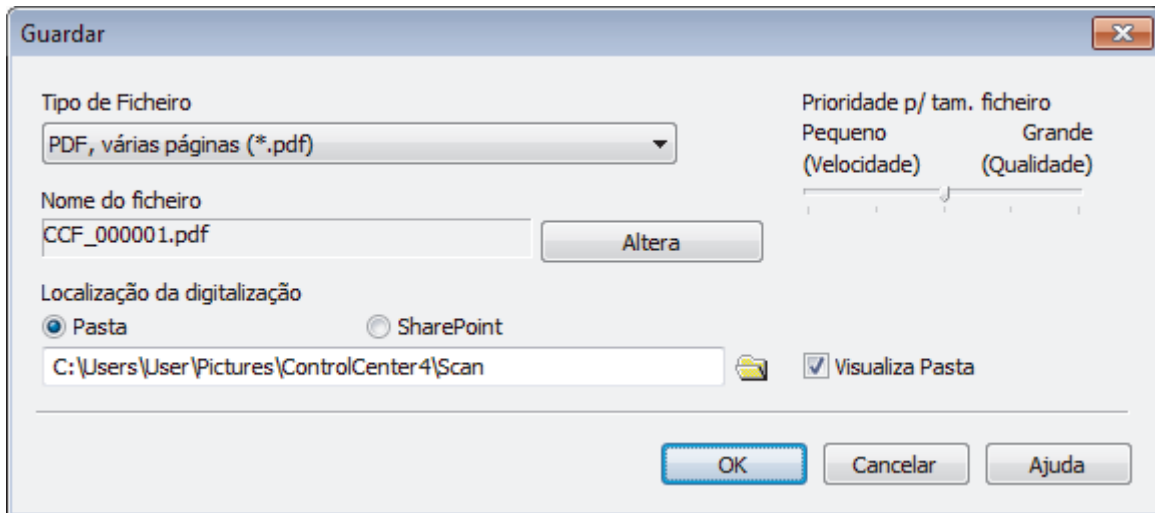 Guardar
Tipo de Ficheiro
PDF, várias páginas (*.pdf)
Nome do ficheiro
CCF_000001.pdf
Altera
Prioridade p/ tam. ficheiro
Pequeno Grande
(Velocidade) (Qualidade)
Localização da digitalização
Pasta SharePoint
C:\Users\User\Pictures\ControlCenter4\Scan
Visualiza Pasta
OK Cancelar Ajuda